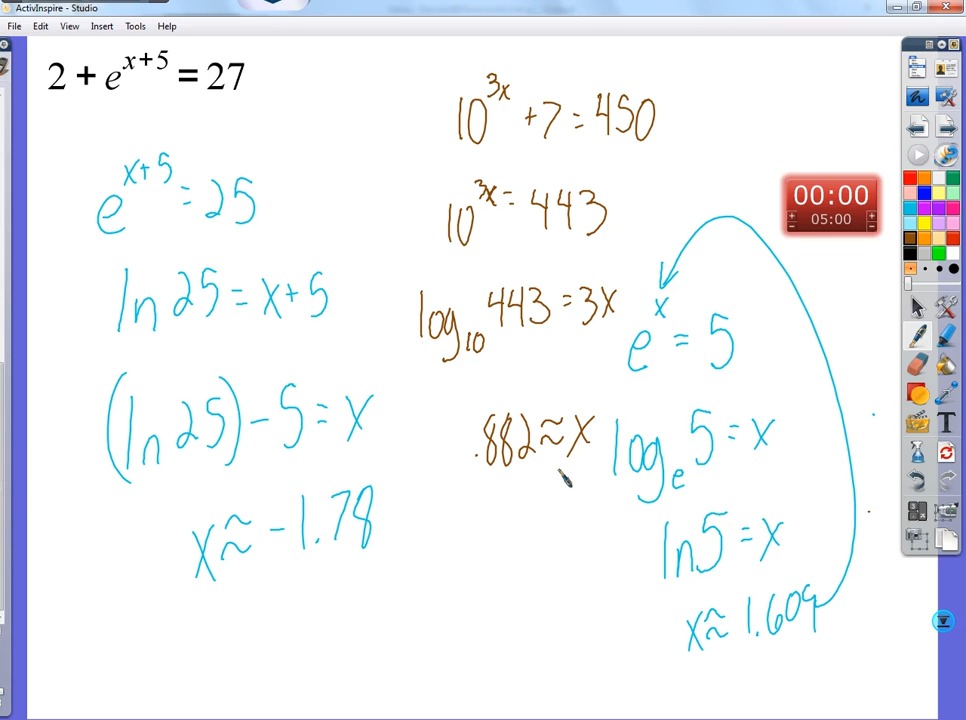 ActivInspire - Studio
File Edit View Insert Tools Help
2 + e^{x+5} = 27
e^{x+5} = 25
ln 25 = x+5
(ln 25) - 5 = x
x ≈ -1.78
10^{3x} + 7 = 450
10^{3x} = 443
log_{10} 443 = 3x
.882 ≈ x
e^x = 5
log_e 5 = x
ln 5 = x
x ≈ 1.609
00:00
05:00